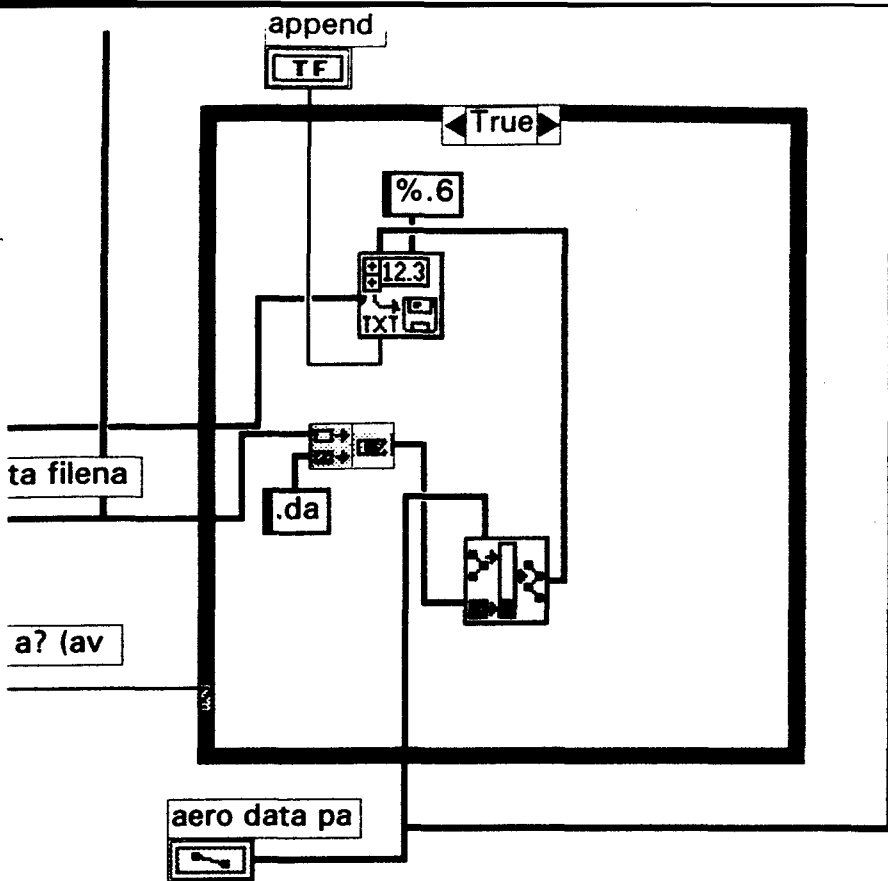 append
TF
True
%.6
12.3
TXT
ta filena
.da
a? (av
aero data pa